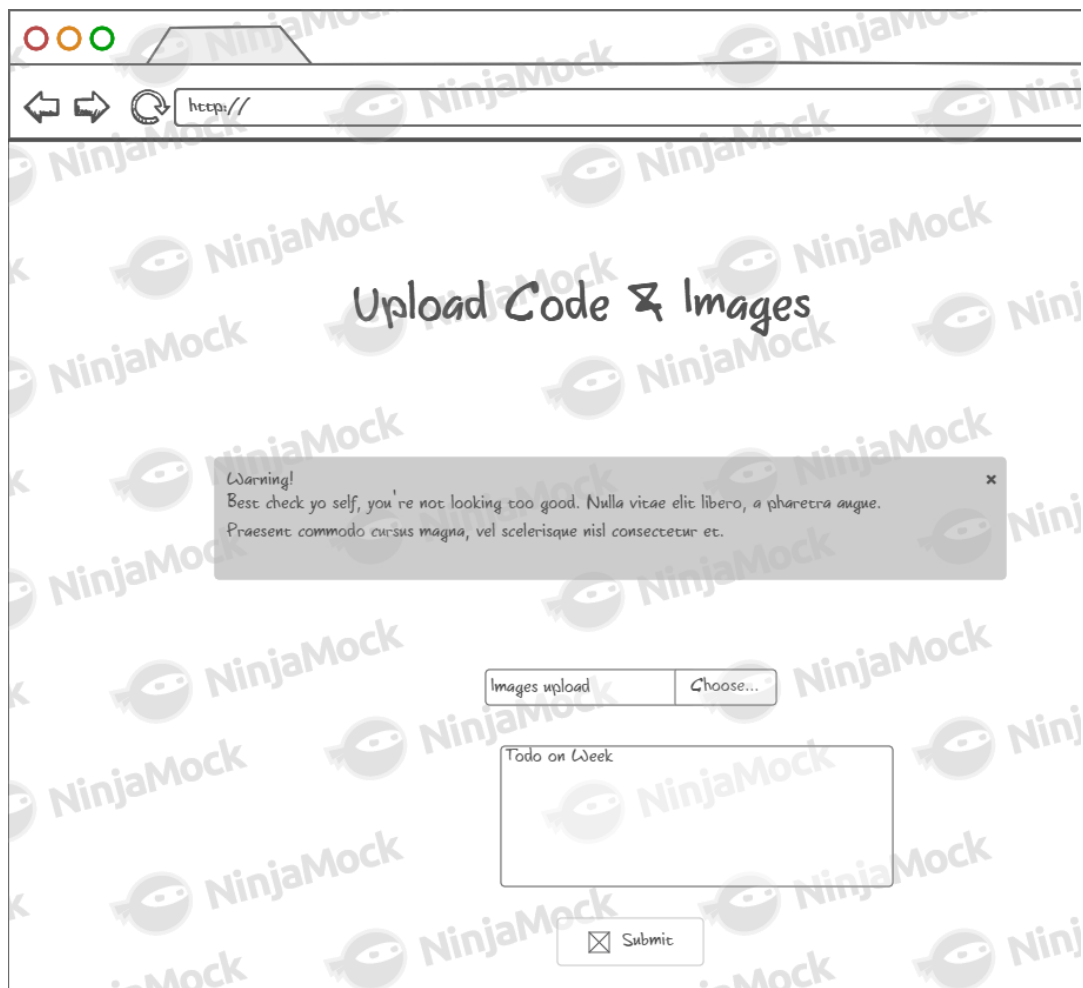 http://
Upload Code & Images
Warning!
Best check yo self, you're not looking too good. Nulla vitae elit libero, a pharetra augue.
Praesent commodo cursus magna, vel scelerisque nisl consectetur et.
Images upload
Choose...
Todo on Week
Submit
NinjaMock